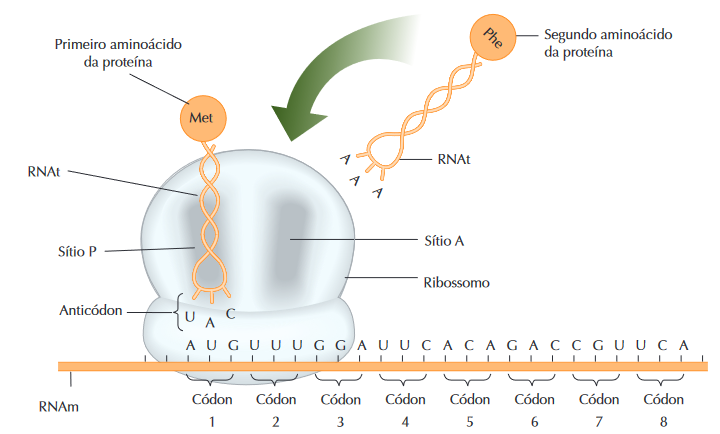 Primeiro aminoácido
da proteína
Phe
Segundo aminoácido
da proteína
Met
RNAt
A
A
A
RNAt
Sítio P
Sítio A
Ribossomo
Anticódon
U A C
A U G U U U G G A U U C A C A G A C C G U U C A
RNAm
Códon
1
Códon
2
Códon
3
Códon
4
Códon
5
Códon
6
Códon
7
Códon
8